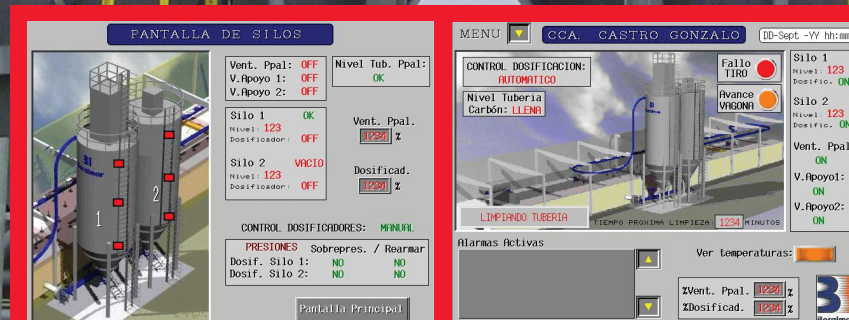 PANTALLA DE SILOS
Vent. Ppal: OFF
V.Apoyo 1: OFF
V.Apoyo 2: OFF
Nivel Tub. Ppal:
OK
Silo 1 OK
Nivel: 123
Dosificador: OFF
Silo 2 VACIO
Nivel: 123
Dosificador: OFF
Vent. Ppal.
1234 %
Dosificad.
1234 %
CONTROL DOSIFICADORES: MANUAL
PRESIONES Sobrepres. / Rearmar
Dosif. Silo 1: NO NO
Dosif. Silo 2: NO NO
Pantalla Principal
1
2
MENU
CCA. CASTRO GONZALO
DD-Sept -YY hh:mm
CONTROL DOSIFICACION:
AUTOMATICO
Nivel Tuberia
Carbón: LLENA
Fallo
TIRO
Avance
VAGONA
LIMPIANDO TUBERIA
TIEMPO PROXIMA LIMPIEZA: 1234 MINUTOS
Silo 1
Nivel: 123
Dosific. ON
Silo 2
Nivel: 123
Dosific. ON
Vent. Ppal
ON
V.Apoyo1:
ON
V.Apoyo2:
ON
Alarmas Activas
Ver temperaturas:
%Vent. Ppal. 1234 %
%Dosificad. 1234 %